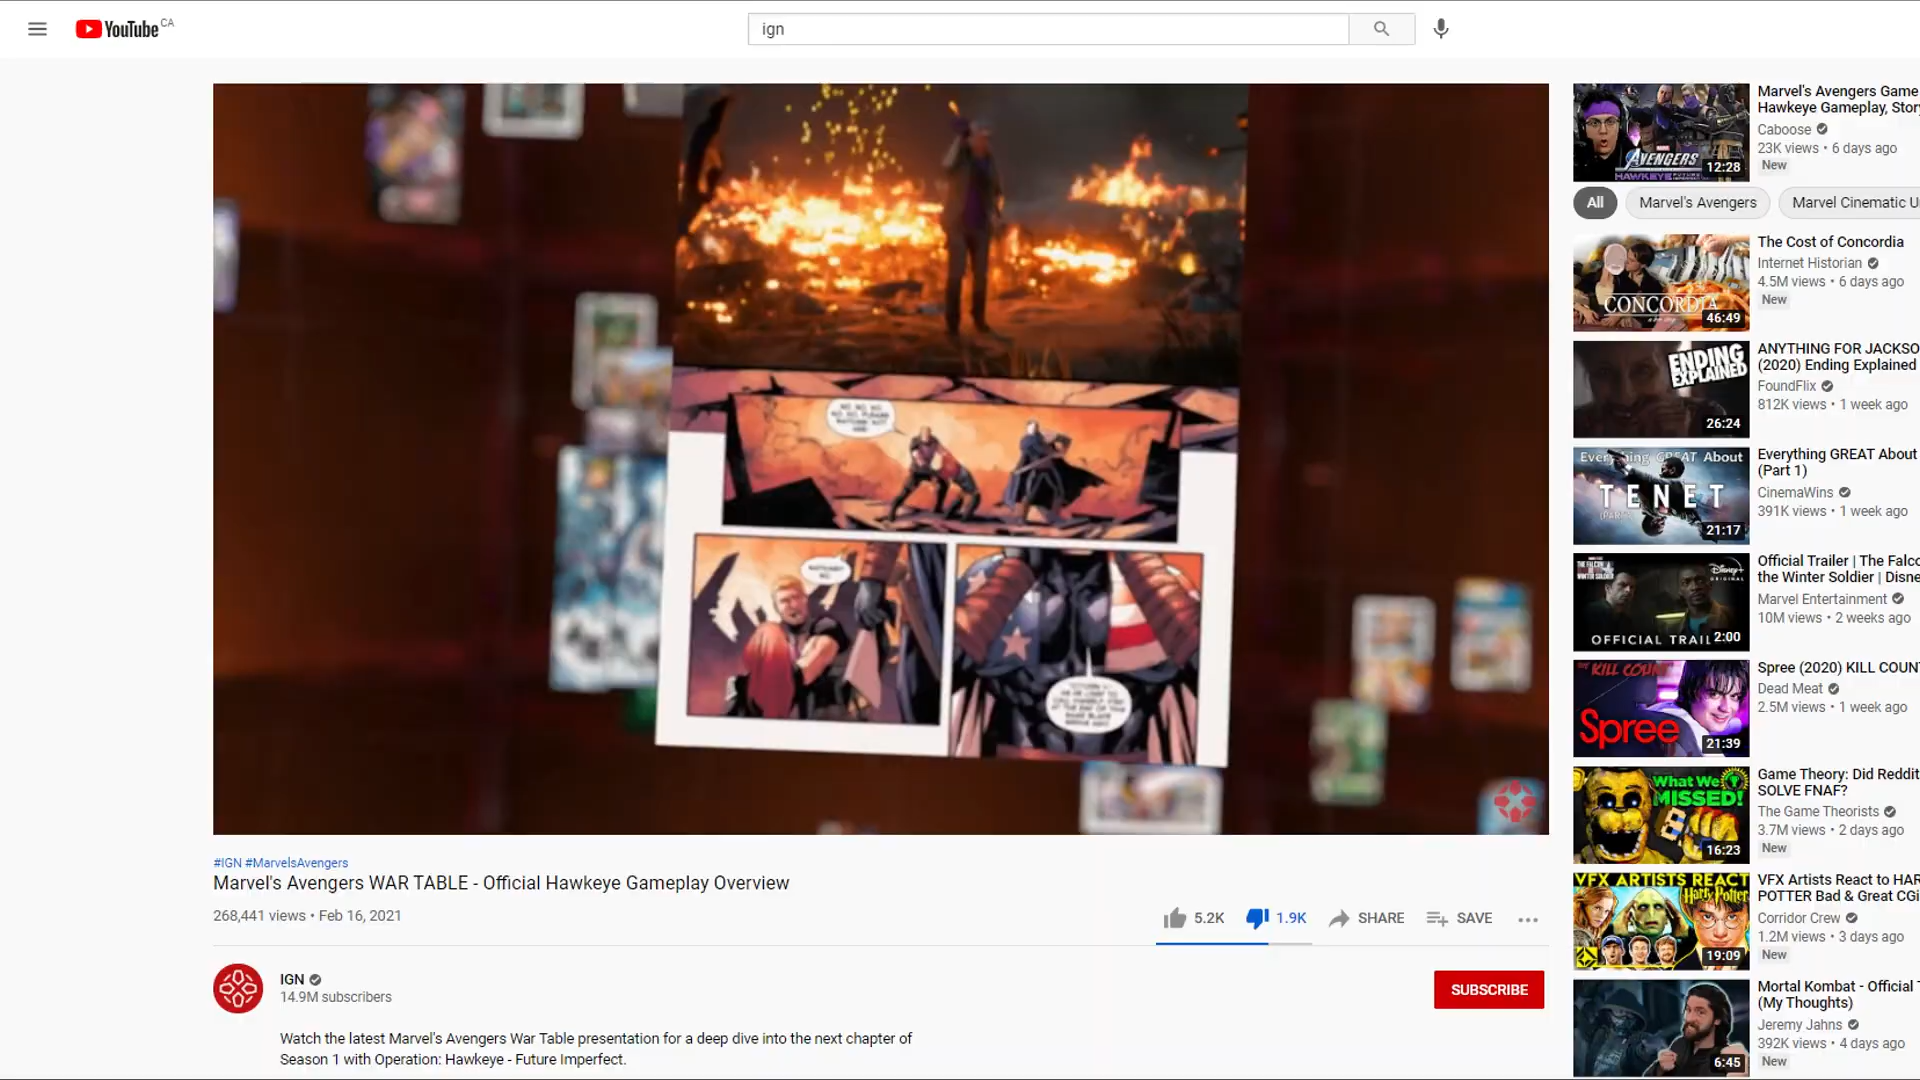 YouTube CA
ign
#IGN #MarvelsAvengers
Marvel's Avengers WAR TABLE - Official Hawkeye Gameplay Overview
268,441 views • Feb 16, 2021
5.2K
1.9K
SHARE
SAVE
IGN
14.9M subscribers
SUBSCRIBE
Watch the latest Marvel's Avengers War Table presentation for a deep dive into the next chapter of
Season 1 with Operation: Hawkeye - Future Imperfect.
AVENGERS
HAWKEYE
12:28
Marvel's Avengers Game
Hawkeye Gameplay, Story
Caboose
23K views • 6 days ago
New
All
Marvel's Avengers
Marvel Cinematic U
CONCORDIA
46:49
The Cost of Concordia
Internet Historian
4.5M views • 6 days ago
New
ENDING
EXPLAINED
26:24
ANYTHING FOR JACKSO
(2020) Ending Explained
FoundFlix
812K views • 1 week ago
Everything GREAT About
TENET
21:17
Everything GREAT About
(Part 1)
CinemaWins
391K views • 1 week ago
Disney+
ORIGINAL
OFFICIAL TRAIL
2:00
Official Trailer | The Falco
the Winter Soldier | Disne
Marvel Entertainment
10M views • 2 weeks ago
KILL COUN
Spree
21:39
Spree (2020) KILL COUNT
Dead Meat
2.5M views • 1 week ago
What We
MISSED!
16:23
Game Theory: Did Reddit
SOLVE FNAF?
The Game Theorists
3.7M views • 2 days ago
New
VFX ARTISTS REACT
Harry Potter
19:09
VFX Artists React to HAR
POTTER Bad & Great CGi
Corridor Crew
1.2M views • 3 days ago
New
6:45
Mortal Kombat - Official T
(My Thoughts)
Jeremy Jahns
392K views • 4 days ago
New